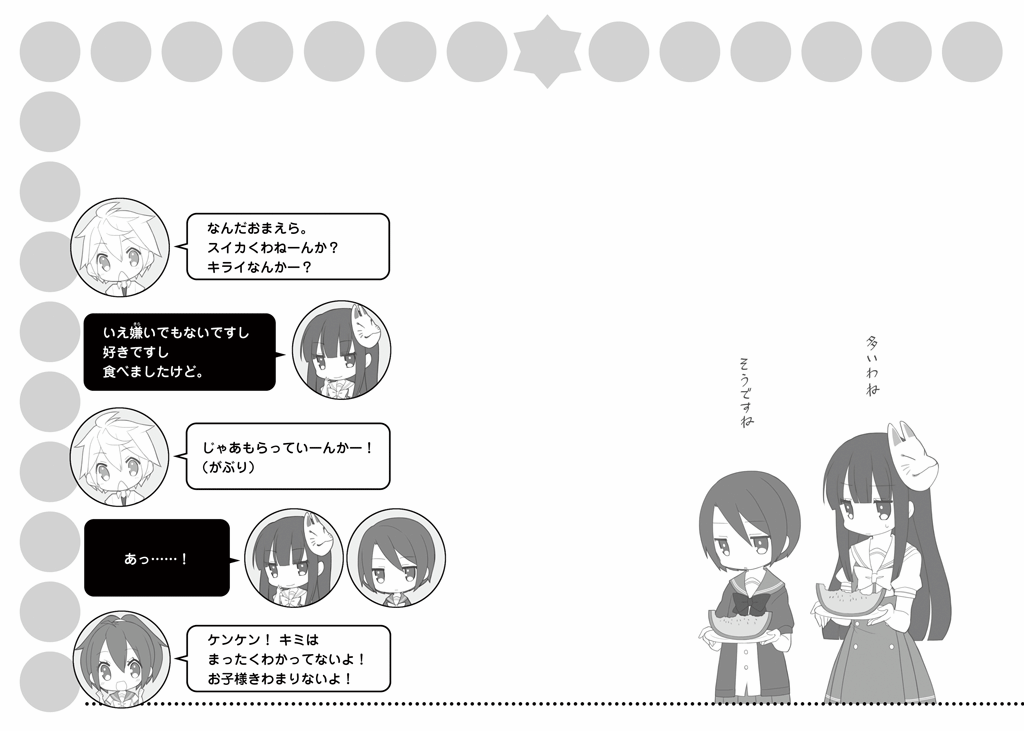 なんだおまえら。
スイカくわねーんか？
キライなんかー？
いえ嫌いでもないですし
好きですし
食べましたけど。
じゃあもらっていーんかー！
（がぶり）
あっ……！
ケンケン！ キミは
まったくわかってないよ！
お子様きわまりないよ！
多いわね
そうですね